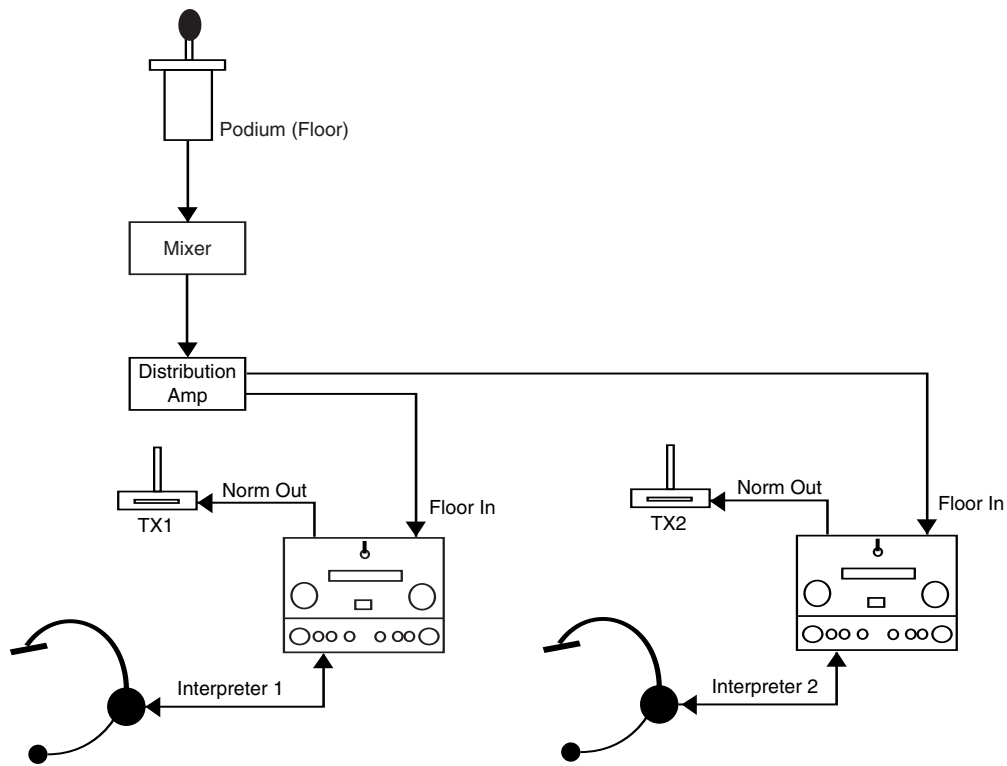 Podium (Floor)
Mixer
Distribution
Amp
Norm Out
Floor In
TX1
Norm Out
Floor In
TX2
Interpreter 1
Interpreter 2